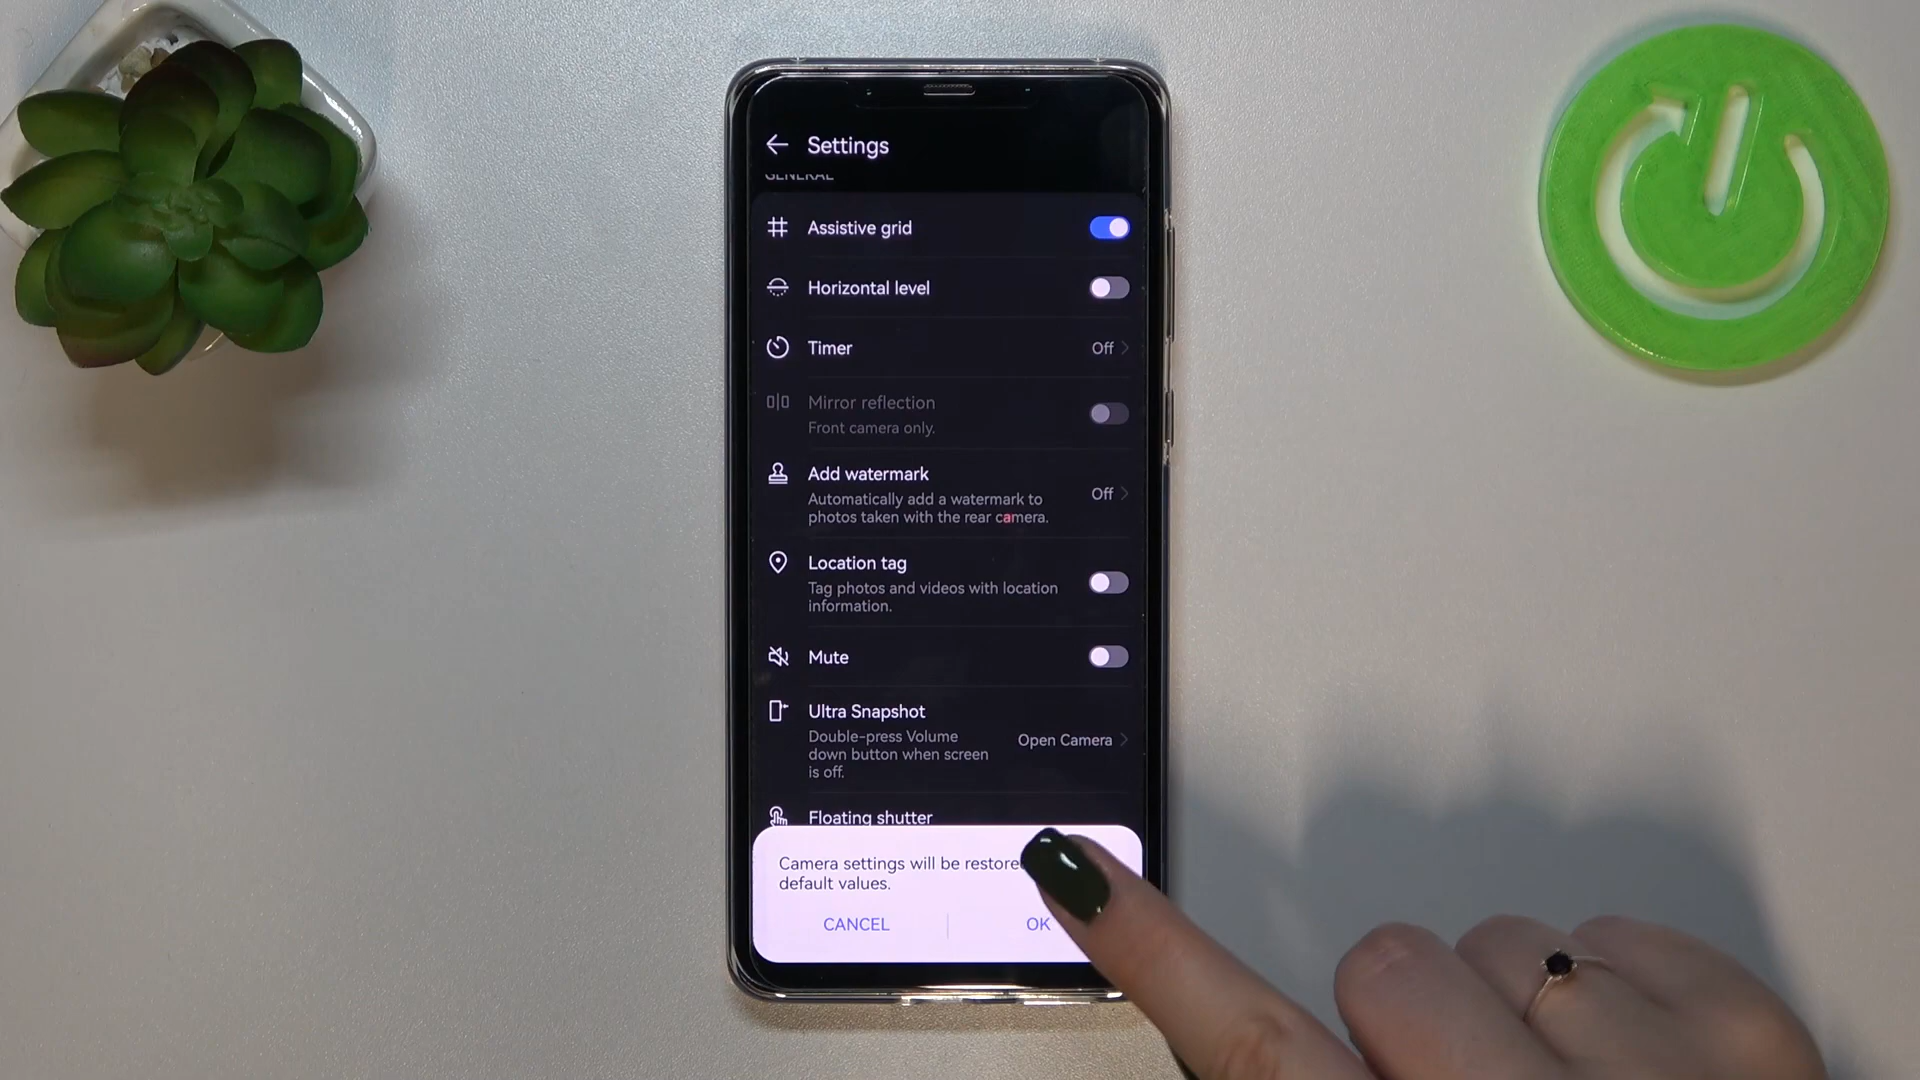 Settings
GENERAL
Assistive grid
Horizontal level
Timer
Off
Mirror reflection
Front camera only.
Add watermark
Automatically add a watermark to
photos taken with the rear camera.
Off
Location tag
Tag photos and videos with location
information.
Mute
Ultra Snapshot
Double-press Volume
down button when screen
is off.
Open Camera
Floating shutter
Camera settings will be restore
default values.
CANCEL
OK